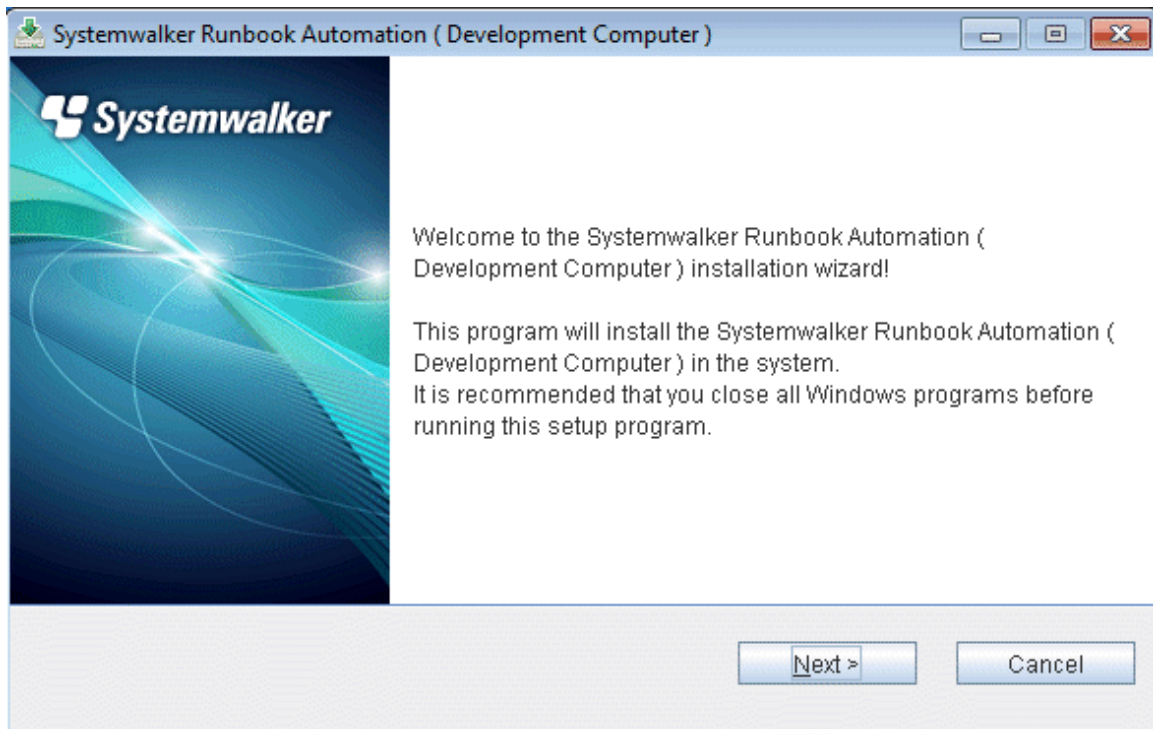 Systemwalker Runbook Automation ( Development Computer )
Systemwalker
Welcome to the Systemwalker Runbook Automation (
Development Computer ) installation wizard!
This program will install the Systemwalker Runbook Automation (
Development Computer ) in the system.
It is recommended that you close all Windows programs before
running this setup program.
Next >
Cancel